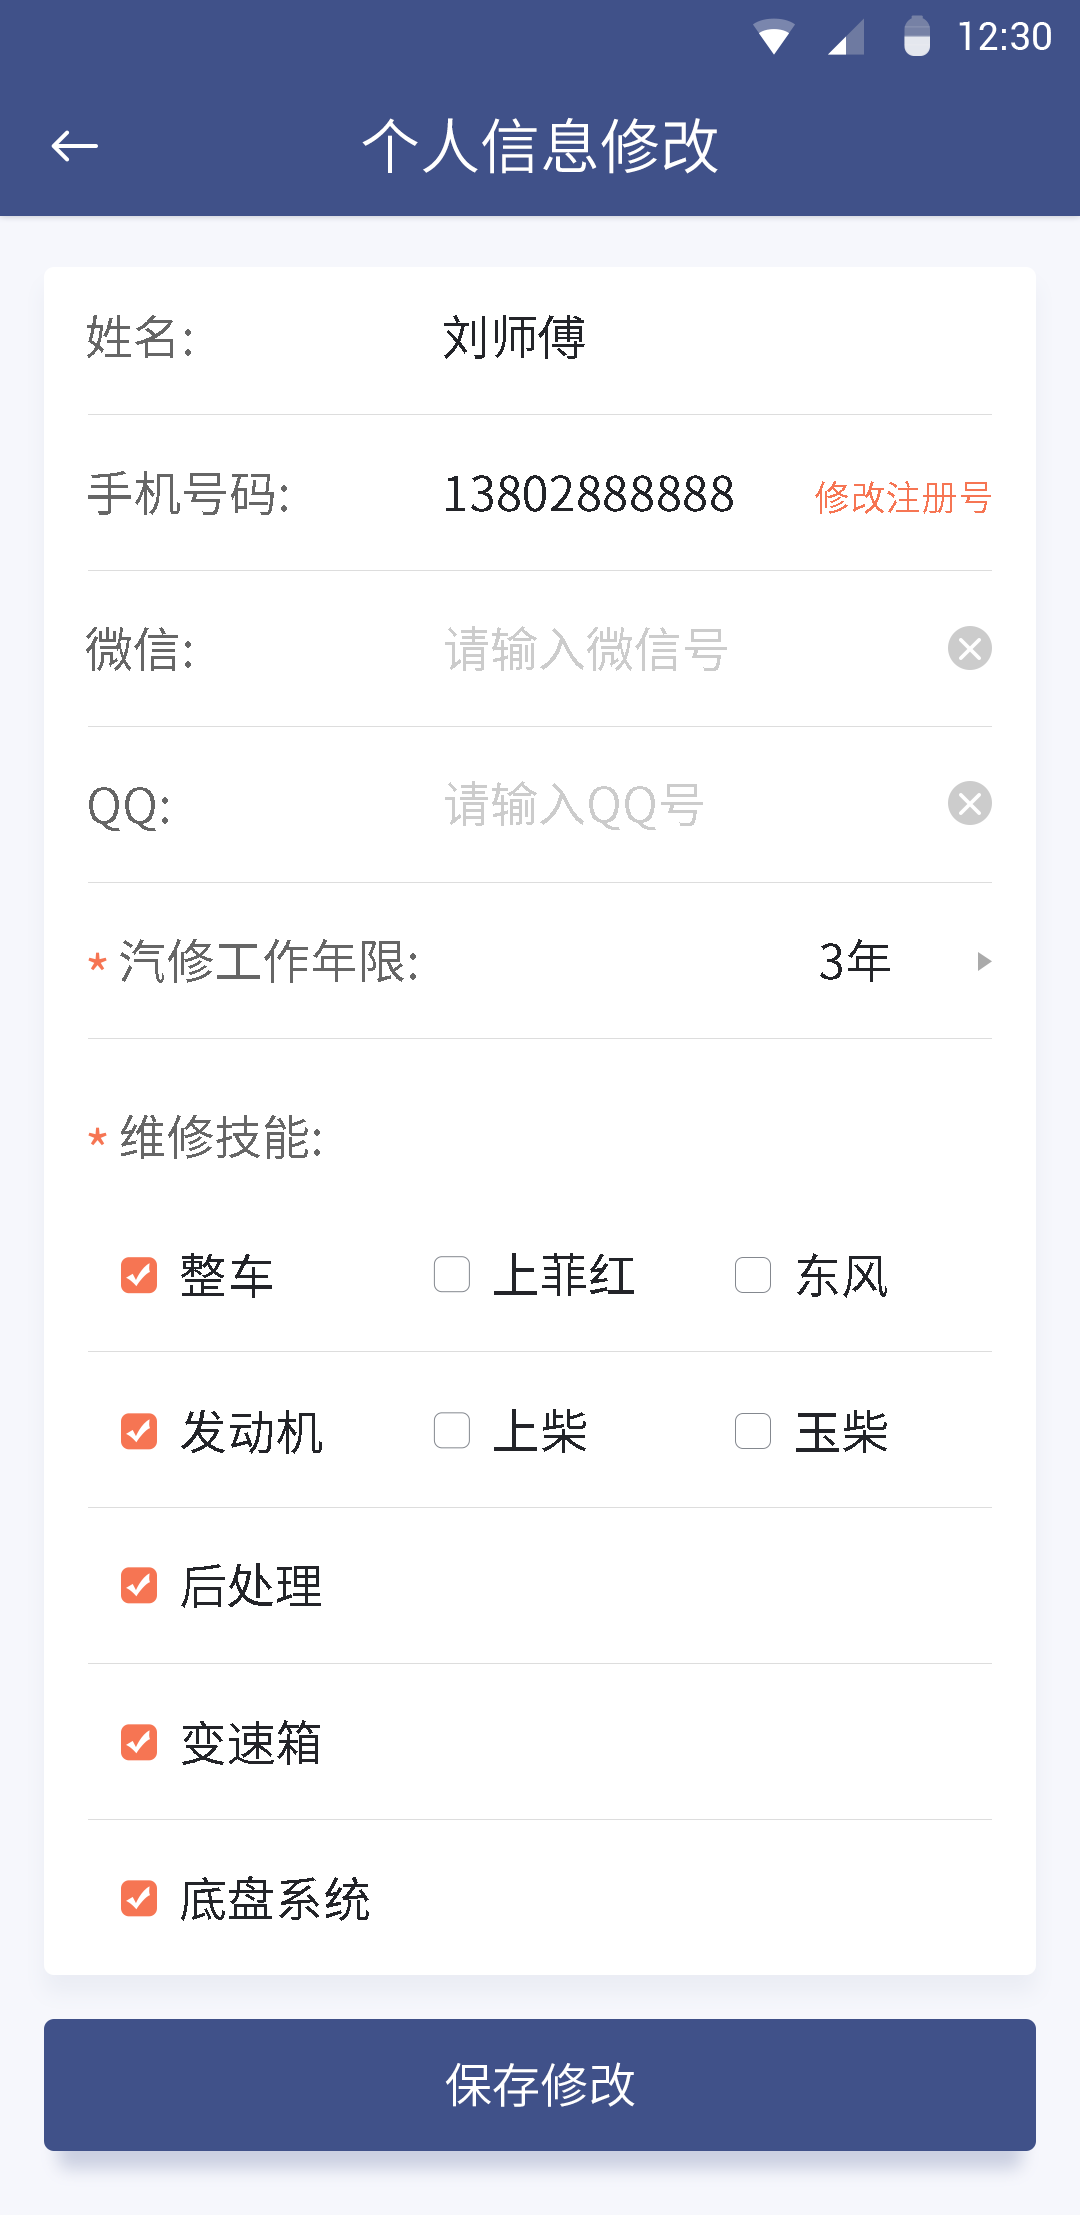 12:30
个人信息修改
姓名: 刘师傅
手机号码: 13802888888 修改注册号
微信: 请输入微信号
QQ: 请输入QQ号
* 汽修工作年限: 3年
* 维修技能:
整车 上菲红 东风
发动机 上柴 玉柴
后处理
变速箱
底盘系统
保存修改